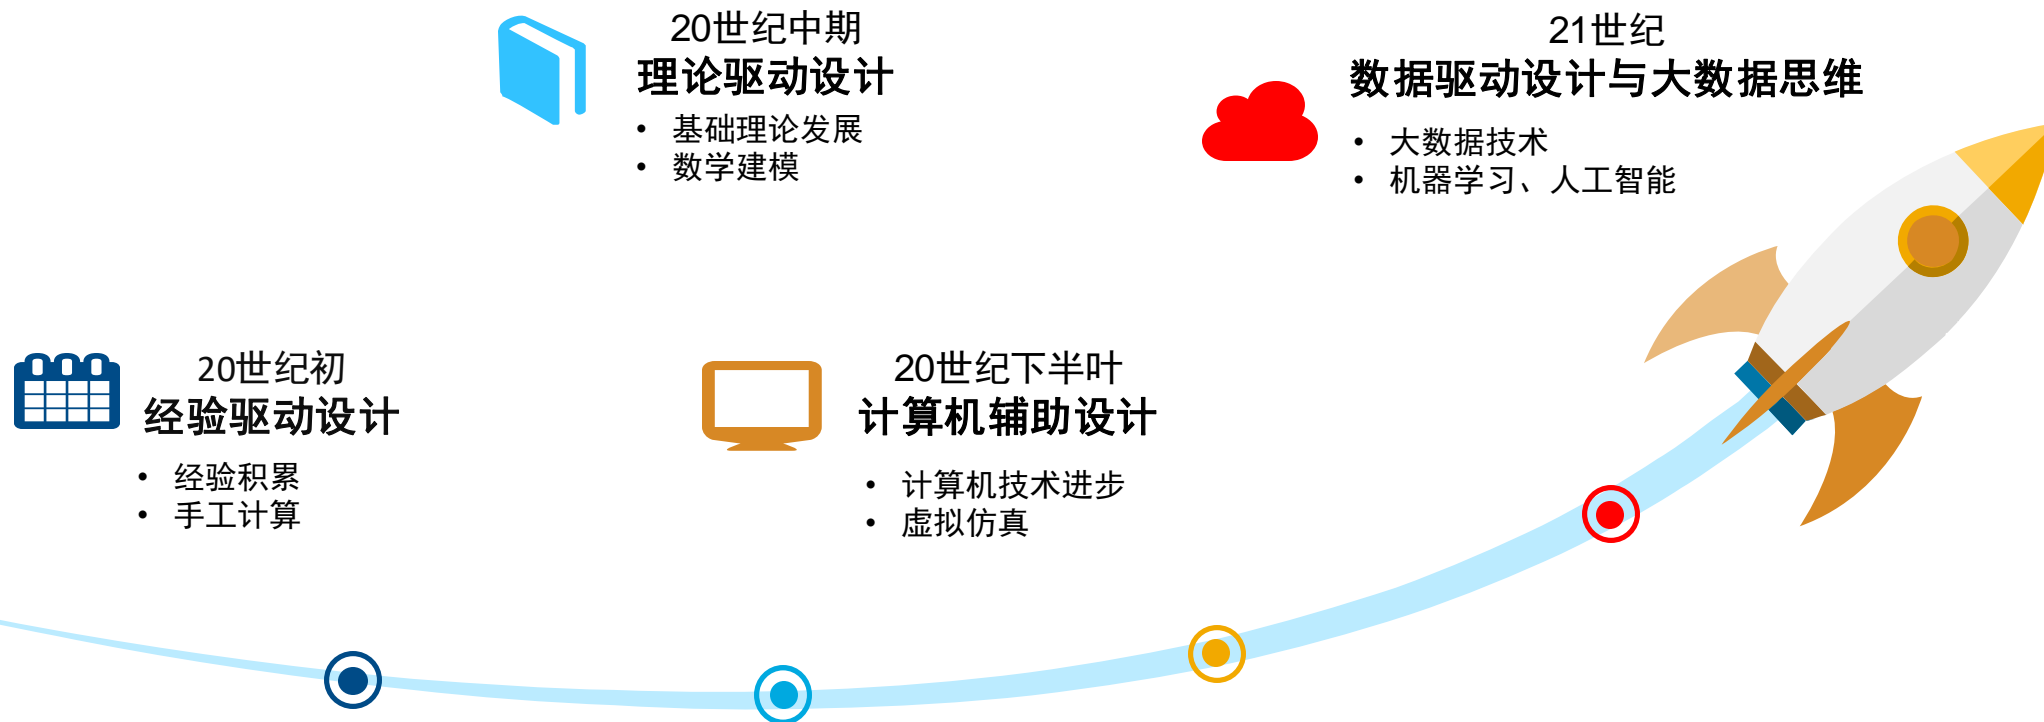 20世纪初
经验驱动设计
• 经验积累
• 手工计算
20世纪中期
理论驱动设计
• 基础理论发展
• 数学建模
20世纪下半叶
计算机辅助设计
• 计算机技术进步
• 虚拟仿真
21世纪
数据驱动设计与大数据思维
• 大数据技术
• 机器学习、人工智能